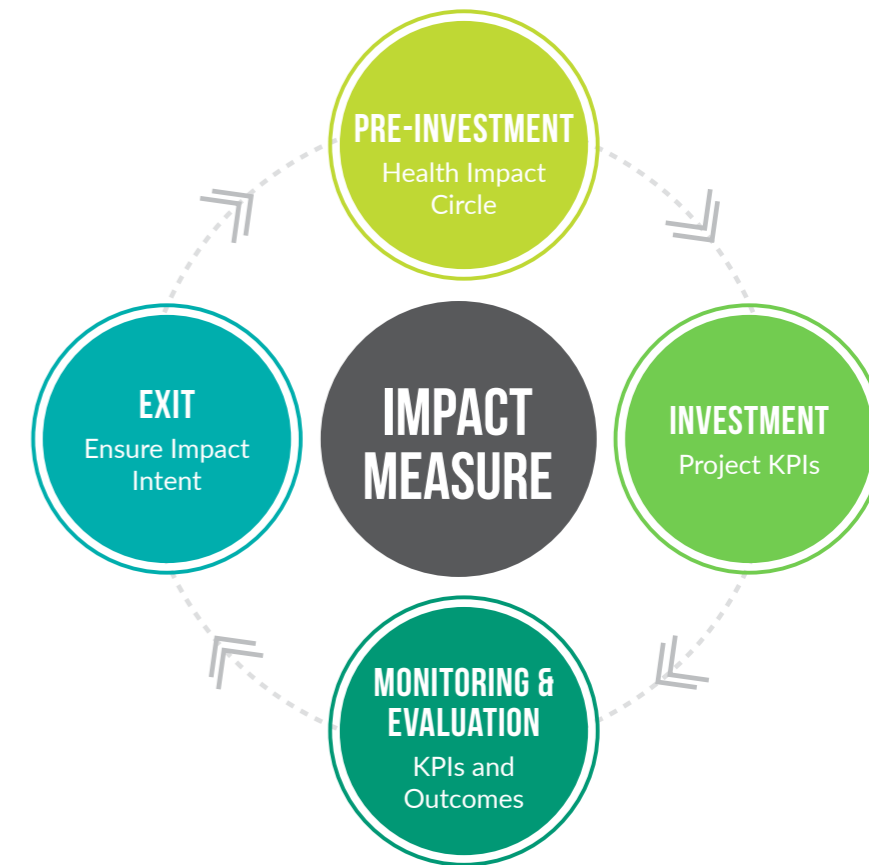 PRE-INVESTMENT
Health Impact
Circle
EXIT
Ensure Impact
Intent
IMPACT
MEASURE
INVESTMENT
Project KPIs
MONITORING &
EVALUATION
KPIs and
Outcomes